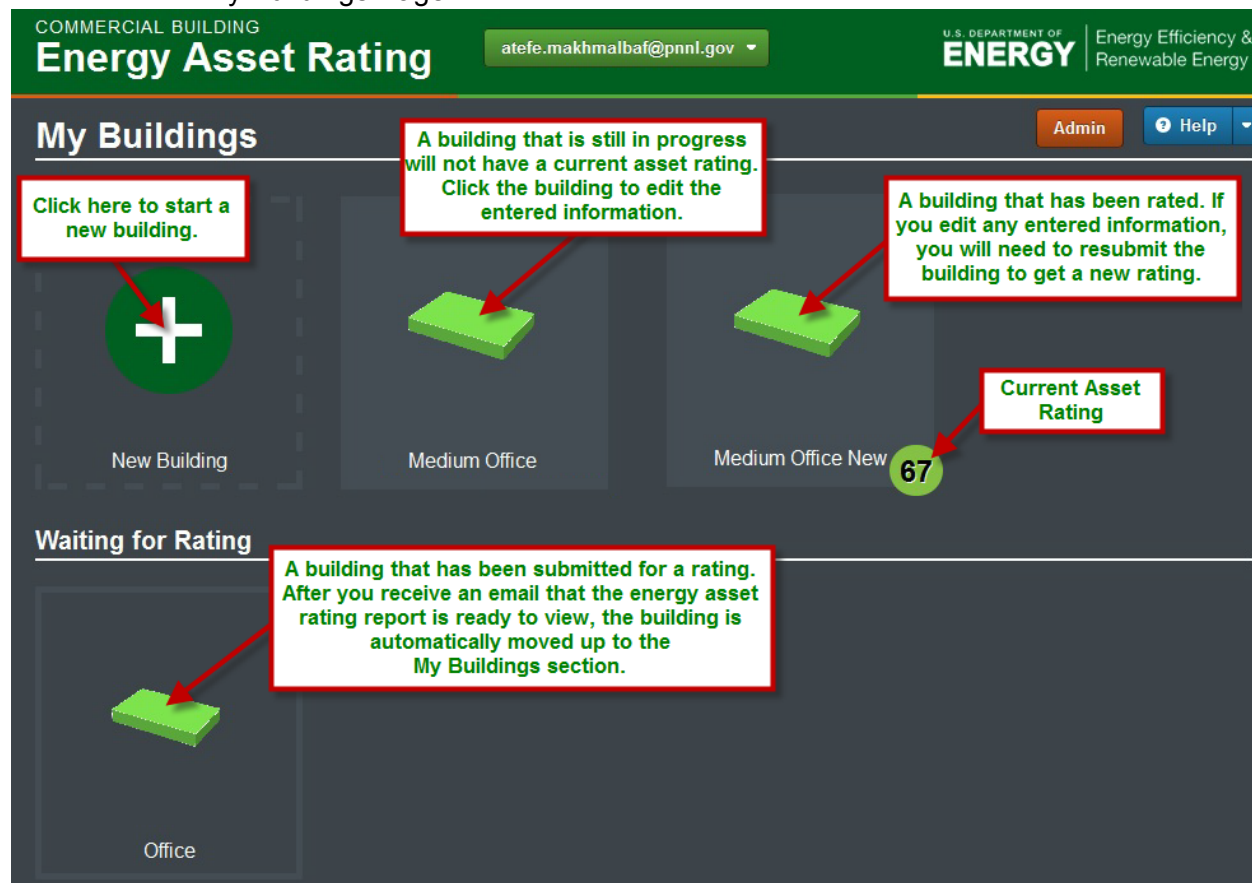 COMMERCIAL BUILDING
Energy Asset Rating
atefe.makhmalbaf@pnnl.gov
U.S. DEPARTMENT OF
ENERGY
Energy Efficiency &
Renewable Energy
My Buildings
Admin
Help
Click here to start a
new building.
A building that is still in progress
will not have a current asset rating.
Click the building to edit the
entered information.
A building that has been rated. If
you edit any entered information,
you will need to resubmit the
building to get a new rating.
Current Asset
Rating
New Building
Medium Office
Medium Office New
67
Waiting for Rating
A building that has been submitted for a rating.
After you receive an email that the energy asset
rating report is ready to view, the building is
automatically moved up to the
My Buildings section.
Office